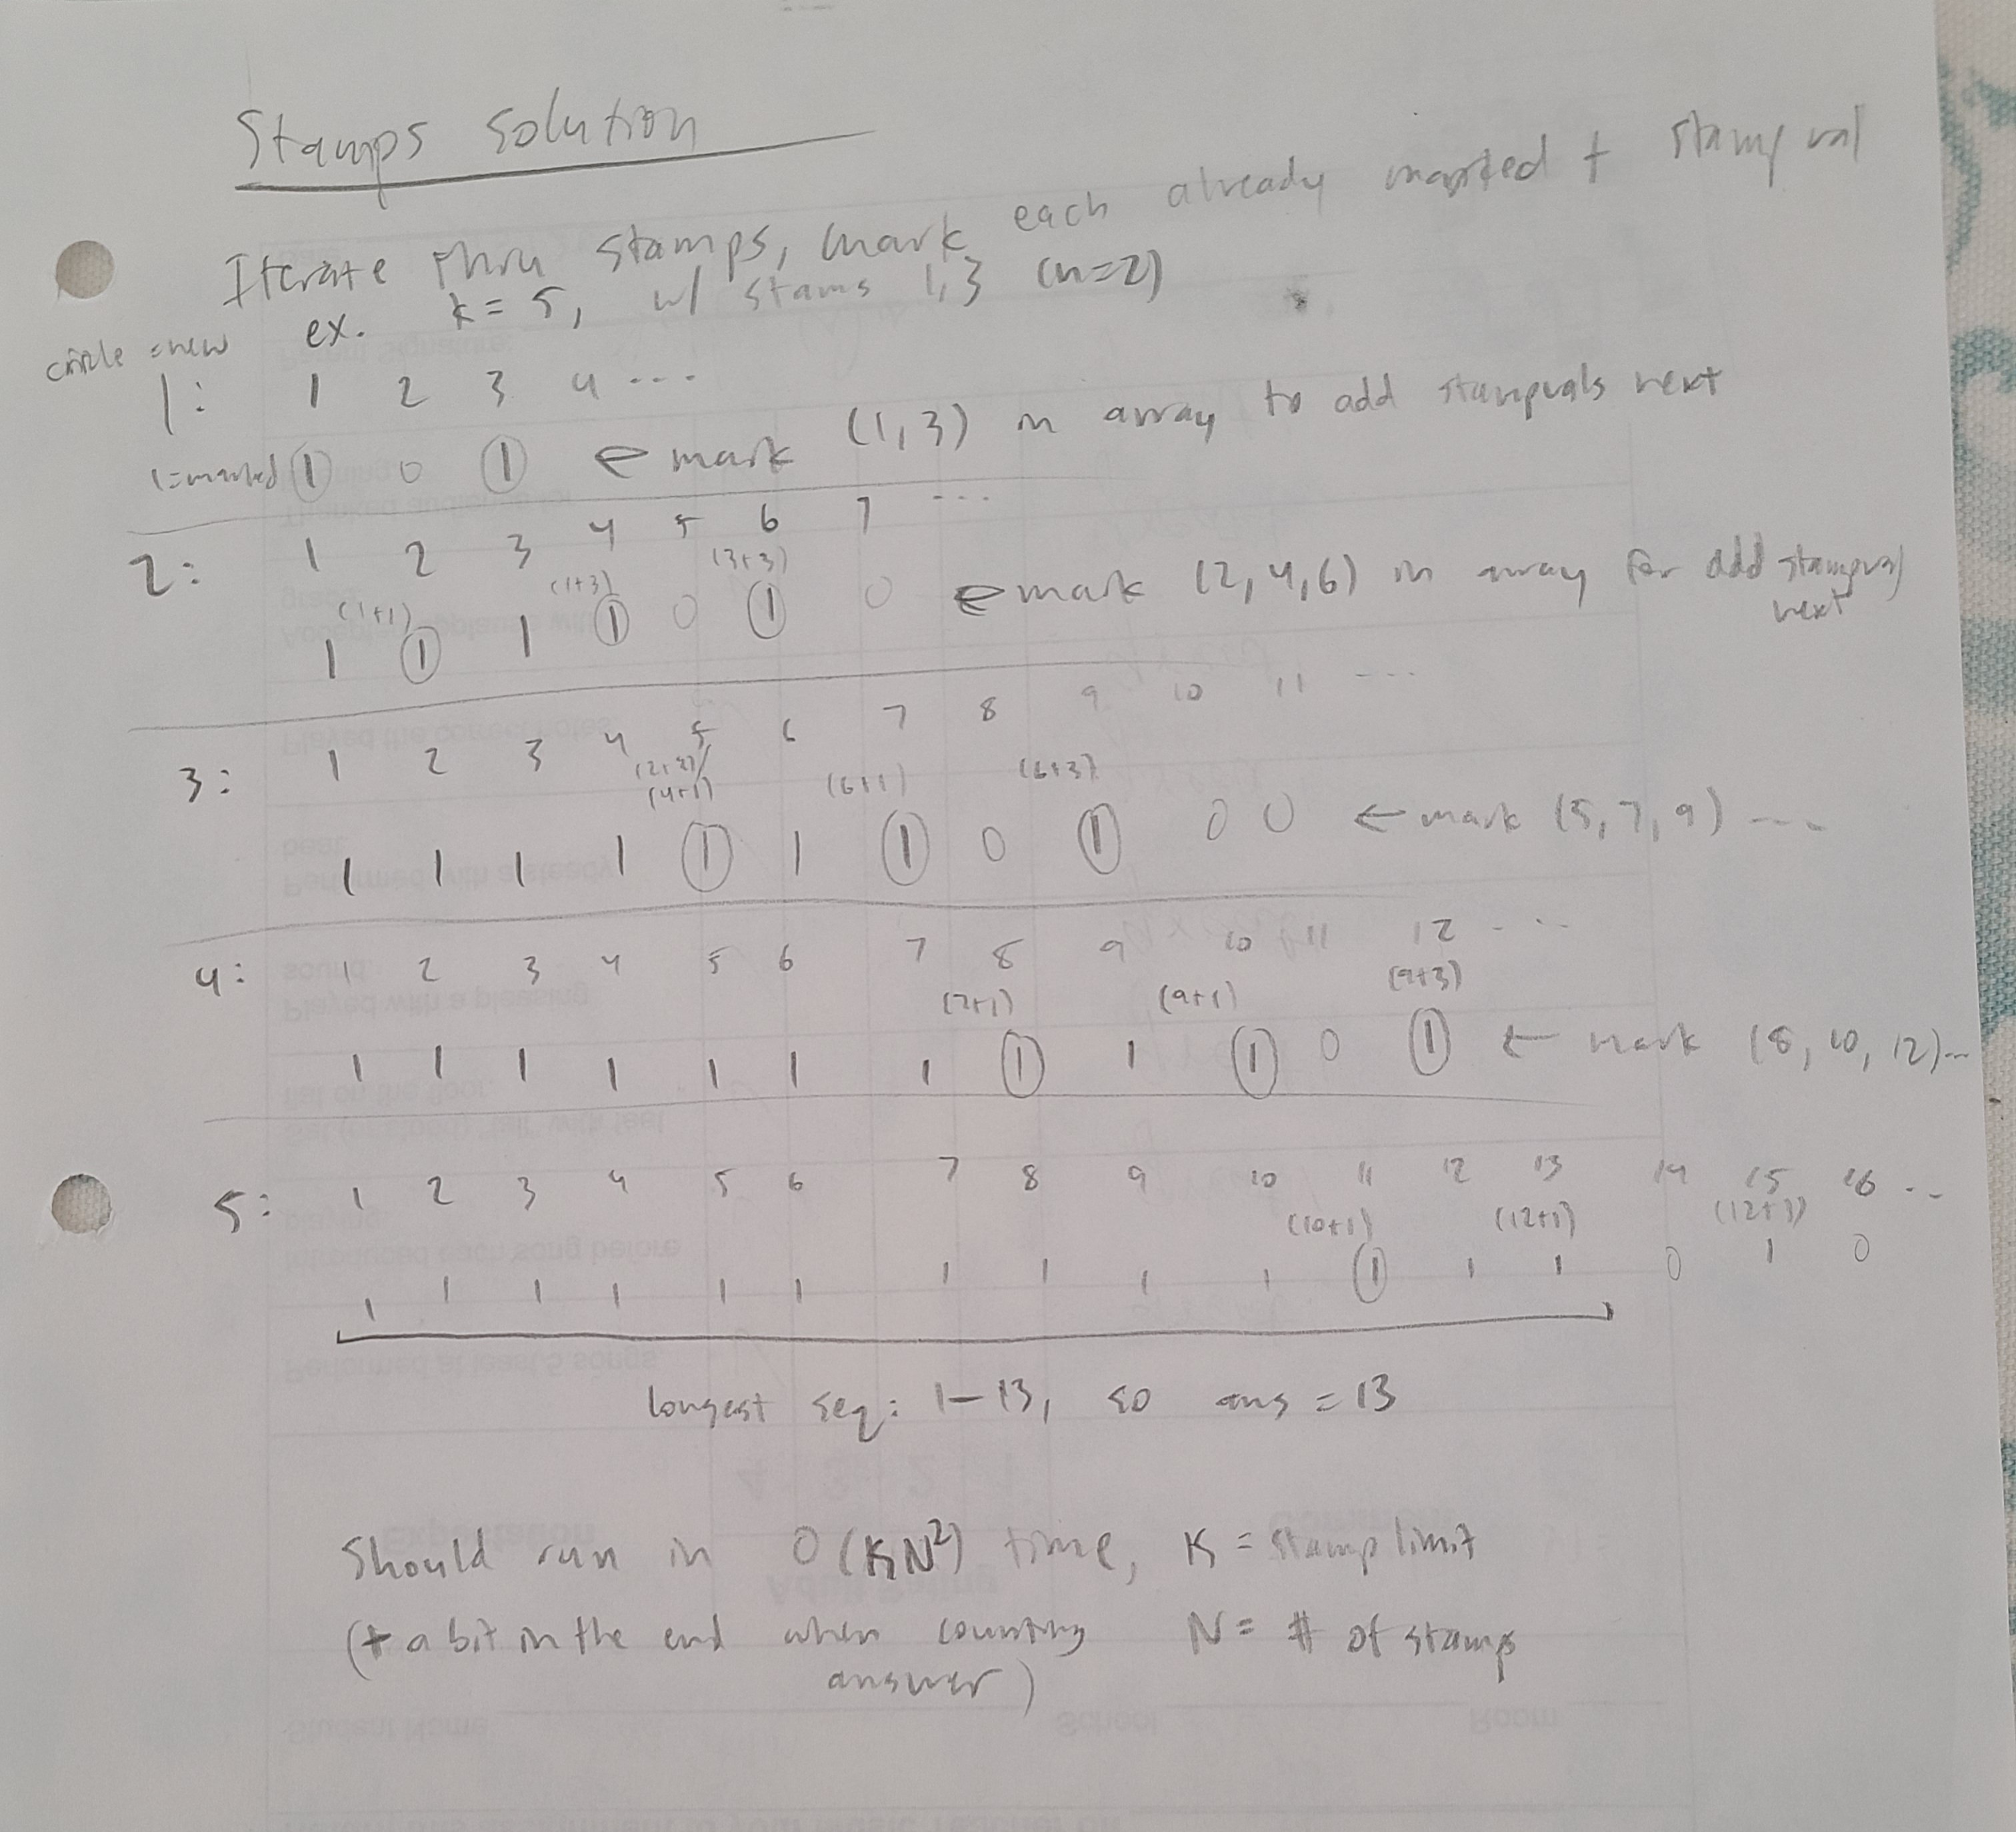 Stamps solution
Iterate thru stamps, mark each already marked + stamp val
ex. k = 5, w/ stams 1,3 (n=2)
circle = new
1: 1 2 3 4 ...
1=marked 1 0 1 ← mark (1,3) in array to add stampvals next
2: 1 2 3 4 5 6 7 ...
(1+1) (1+3) (3+3)
1 1 1 1 0 1 0 ← mark (2,4,6) in array for add stampval
next
3: 1 2 3 4 5 6 7 8 9 10 11 ...
(2+3)/ (6+1) (6+3)
(4+1)
1 1 1 1 1 1 1 0 1 0 0 ← mark (5,7,9) ...
4: 1 2 3 4 5 6 7 8 9 10 11 12 ...
(7+1) (9+1) (9+3)
1 1 1 1 1 1 1 1 1 1 0 1 ← mark (8, 10, 12)...
5: 1 2 3 4 5 6 7 8 9 10 11 12 13 14 15 16 ..
(10+1) (12+1) (12+3)
1 1 1 1 1 1 1 1 1 1 1 1 1 0 1 0
longest seq: 1-13, so ans = 13
Should run in O(KN²) time, K = stamp limit
(+ a bit in the end when counting N = # of stamps
answer)